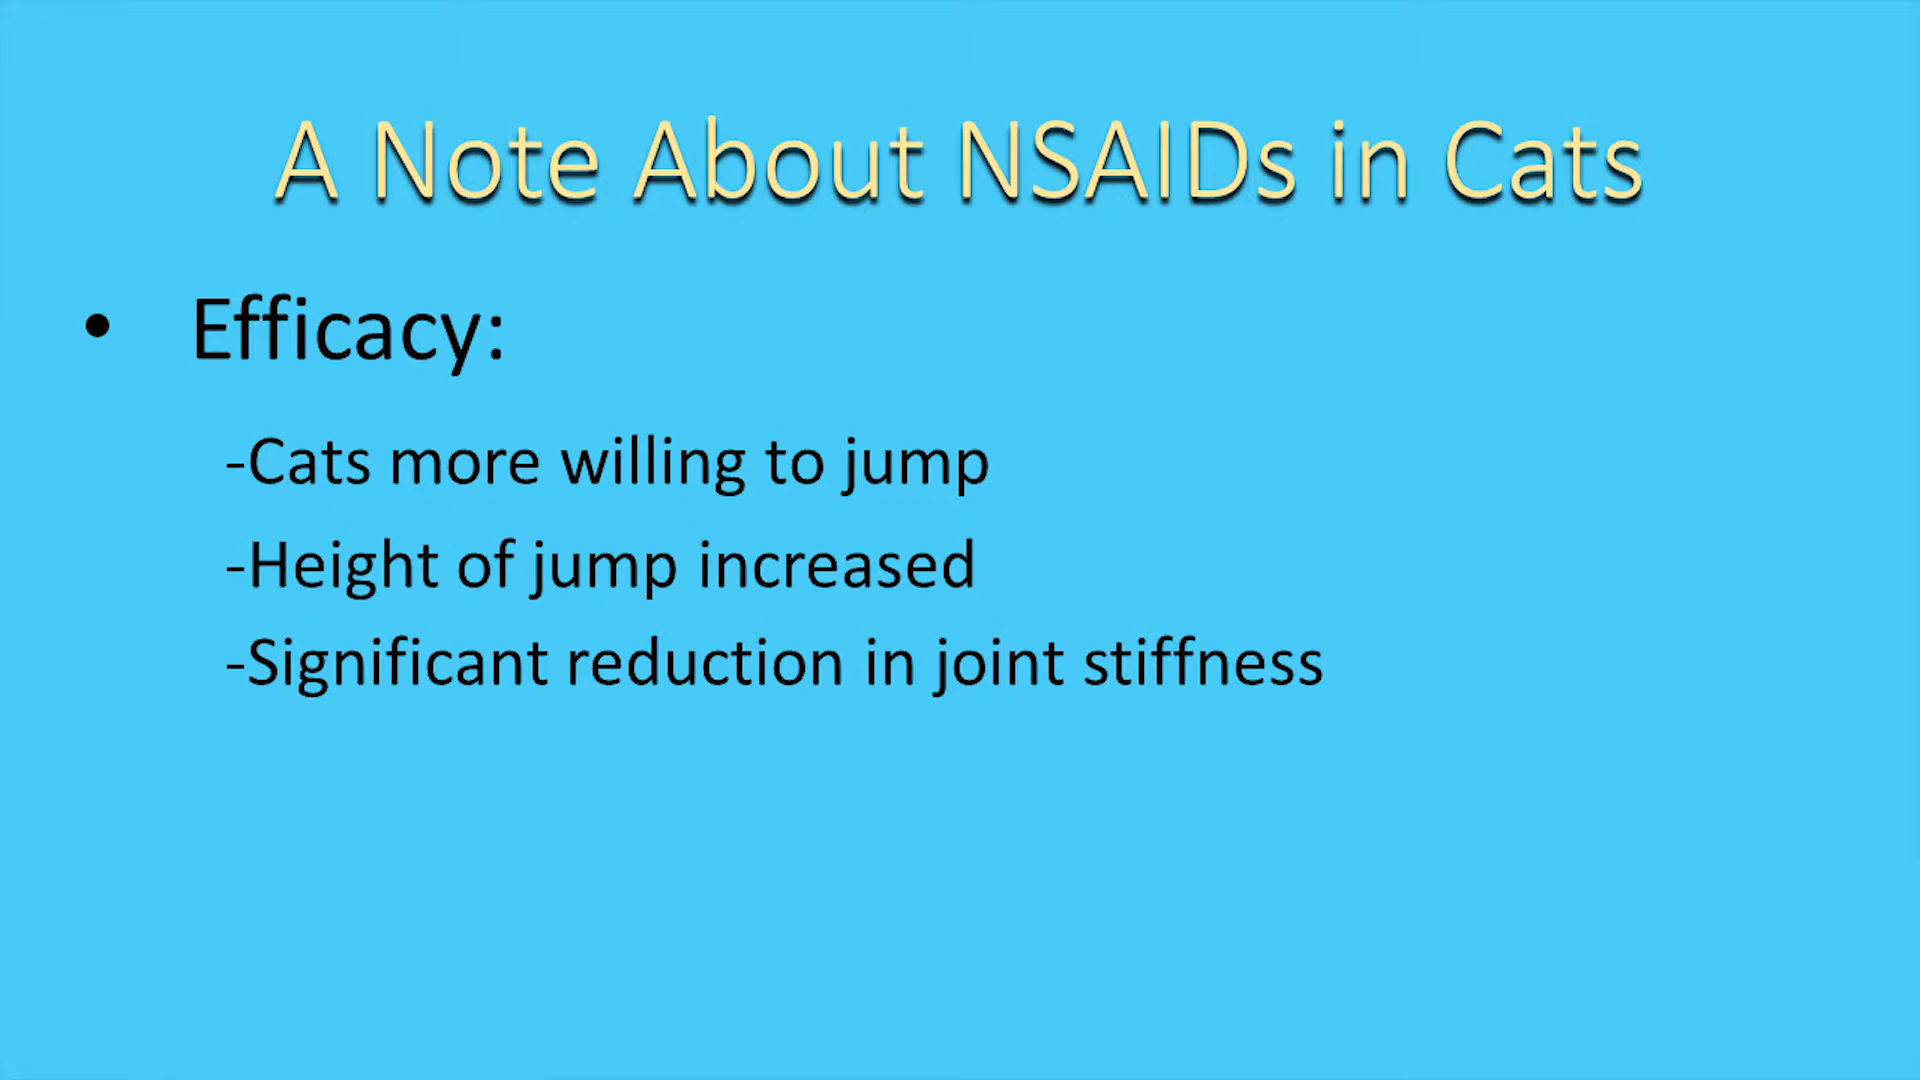 A Note About NSAIDs in Cats
• Efficacy:
-Cats more willing to jump
-Height of jump increased
-Significant reduction in joint stiffness